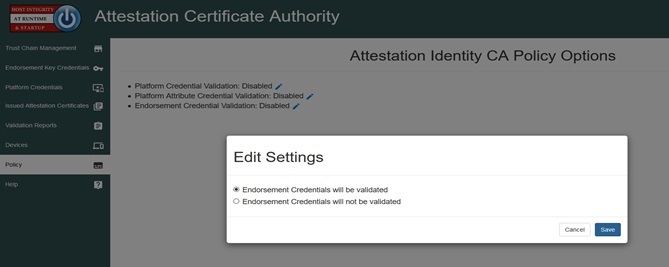 HOST INTEGRITY
AT RUNTIME
& STARTUP
Attestation Certificate Authority
Trust Chain Management
Endorsement Key Credentials
Platform Credentials
Issued Attestation Certificates
Validation Reports
Devices
Policy
Help
Attestation Identity CA Policy Options
• Platform Credential Validation: Disabled
• Platform Attribute Credential Validation: Disabled
• Endorsement Credential Validation: Disabled
Edit Settings
Endorsement Credentials will be validated
Endorsement Credentials will not be validated
Cancel
Save